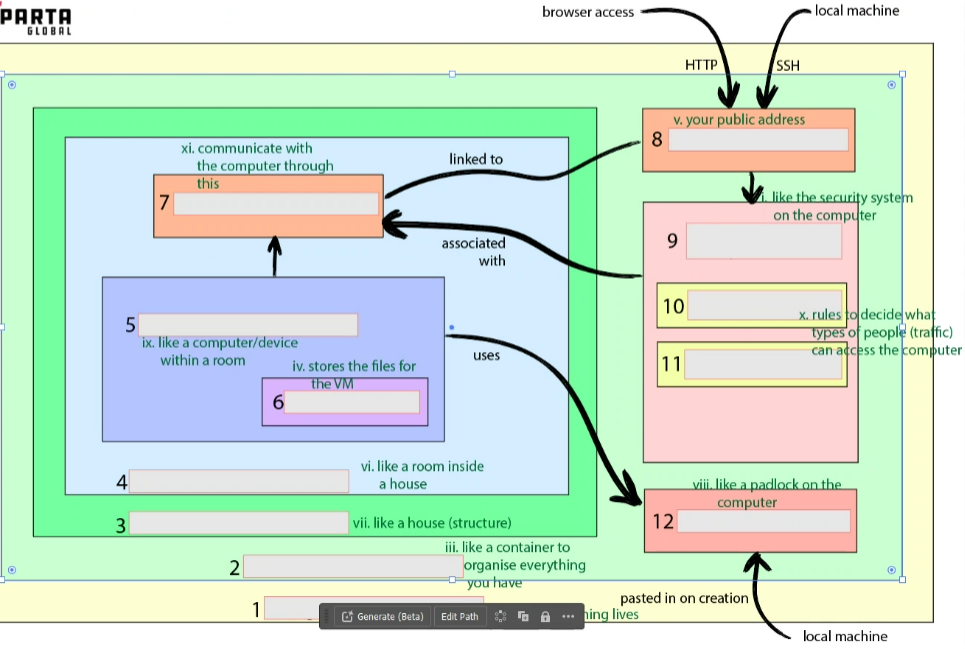 PARTA
GLOBAL
browser access
local machine
HTTP
SSH
v. your public address
8
xi. communicate with
the computer through
this
7
linked to
i. like the security system
on the computer
9
associated
with
10
x. rules to decide what
types of people (traffic)
can access the computer
5
ix. like a computer/device
within a room
uses
11
iv. stores the files for
the VM
6
4
vi. like a room inside
a house
viii. like a padlock on the
computer
12
3
vii. like a house (structure)
iii. like a container to
organise everything
you have
2
pasted in on creation
1
Generate (Beta)
Edit Path
ning lives
local machine